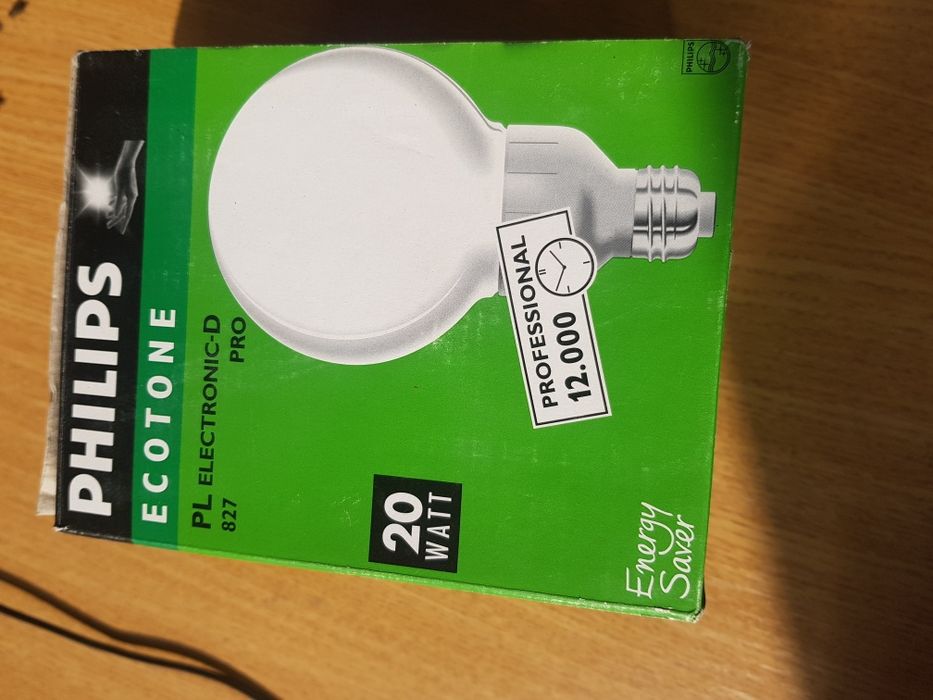 PHILIPS
ECOTONE
PL ELECTRONIC-D
PRO
827
PROFESSIONAL
12.000
20
WATT
Energy
Saver
PHILIPS